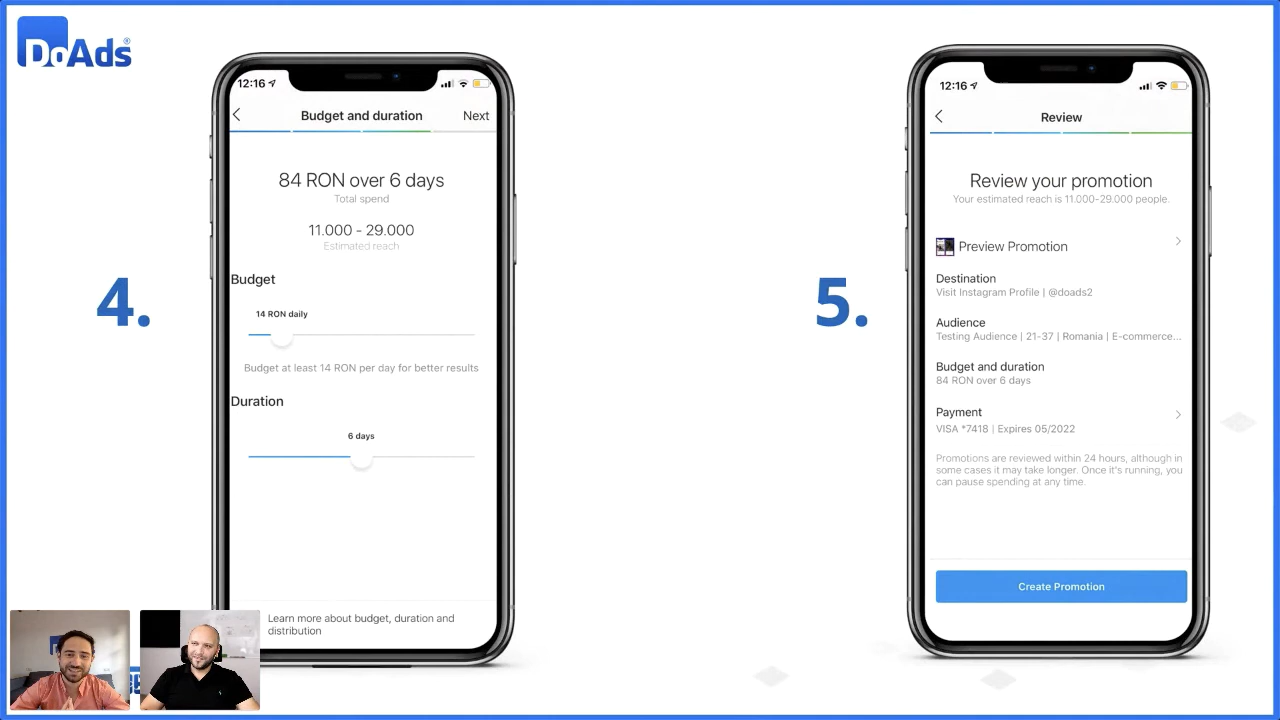 DoAds®
4.
12:16
Budget and duration
Next
84 RON over 6 days
Total spend
11.000 - 29.000
Estimated reach
Budget
14 RON daily
Budget at least 14 RON per day for better results
Duration
6 days
Learn more about budget, duration and
distribution
5.
12:16
Review
Review your promotion
Your estimated reach is 11.000-29.000 people.
Preview Promotion
Destination
Visit Instagram Profile | @doads2
Audience
Testing Audience | 21-37 | Romania | E-commerce...
Budget and duration
84 RON over 6 days
Payment
VISA *7418 | Expires 05/2022
Promotions are reviewed within 24 hours, although in
some cases it may take longer. Once it's running, you
can pause spending at any time.
Create Promotion